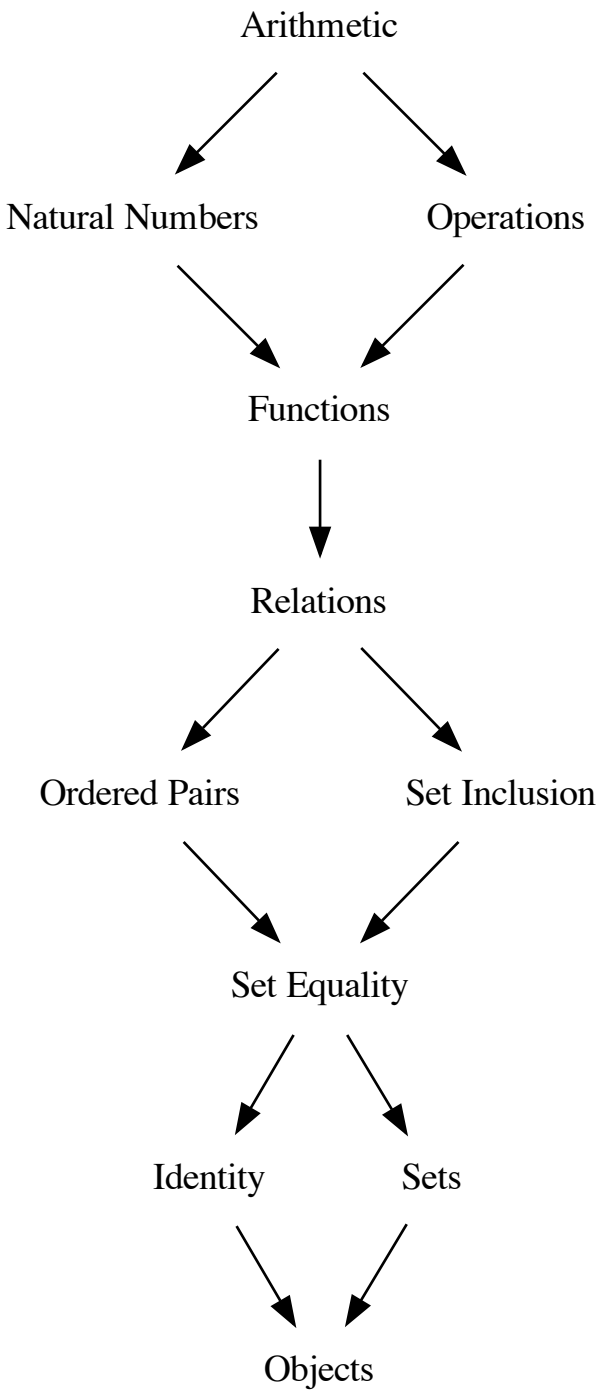 Arithmetic
Natural Numbers
Operations
Functions
Relations
Ordered Pairs
Set Inclusion
Set Equality
Identity
Sets
Objects